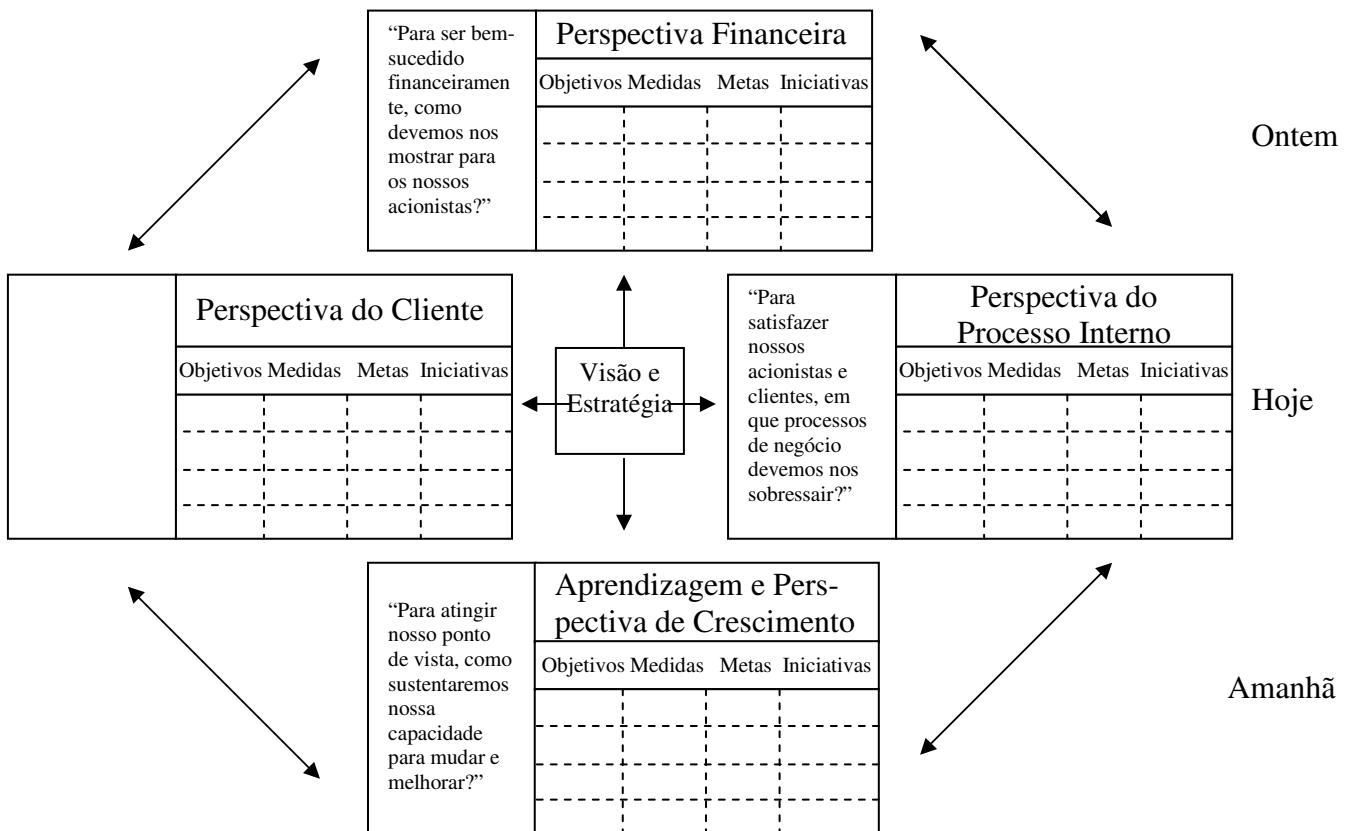 “Para ser bem-
sucedido
financeiramen
te, como
devemos nos
mostrar para
os nossos
acionistas?”
Perspectiva Financeira
Objetivos Medidas Metas Iniciativas
Ontem
Perspectiva do Cliente
Objetivos Medidas Metas Iniciativas
Visão e
Estratégia
“Para
satisfazer
nossos
acionistas e
clientes, em
que processos
de negócio
devemos nos
sobressair?”
Perspectiva do
Processo Interno
Objetivos Medidas Metas Iniciativas
Hoje
“Para atingir
nosso ponto
de vista, como
sustentaremos
nossa
capacidade
para mudar e
melhorar?”
Aprendizagem e Pers-
pectiva de Crescimento
Objetivos Medidas Metas Iniciativas
Amanhã